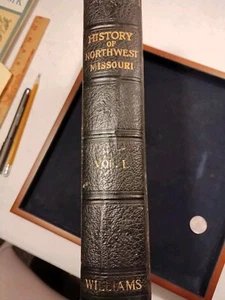 HISTORY
OF
NORTHWEST
MISSOURI
VOL. I.
WILLIAMS